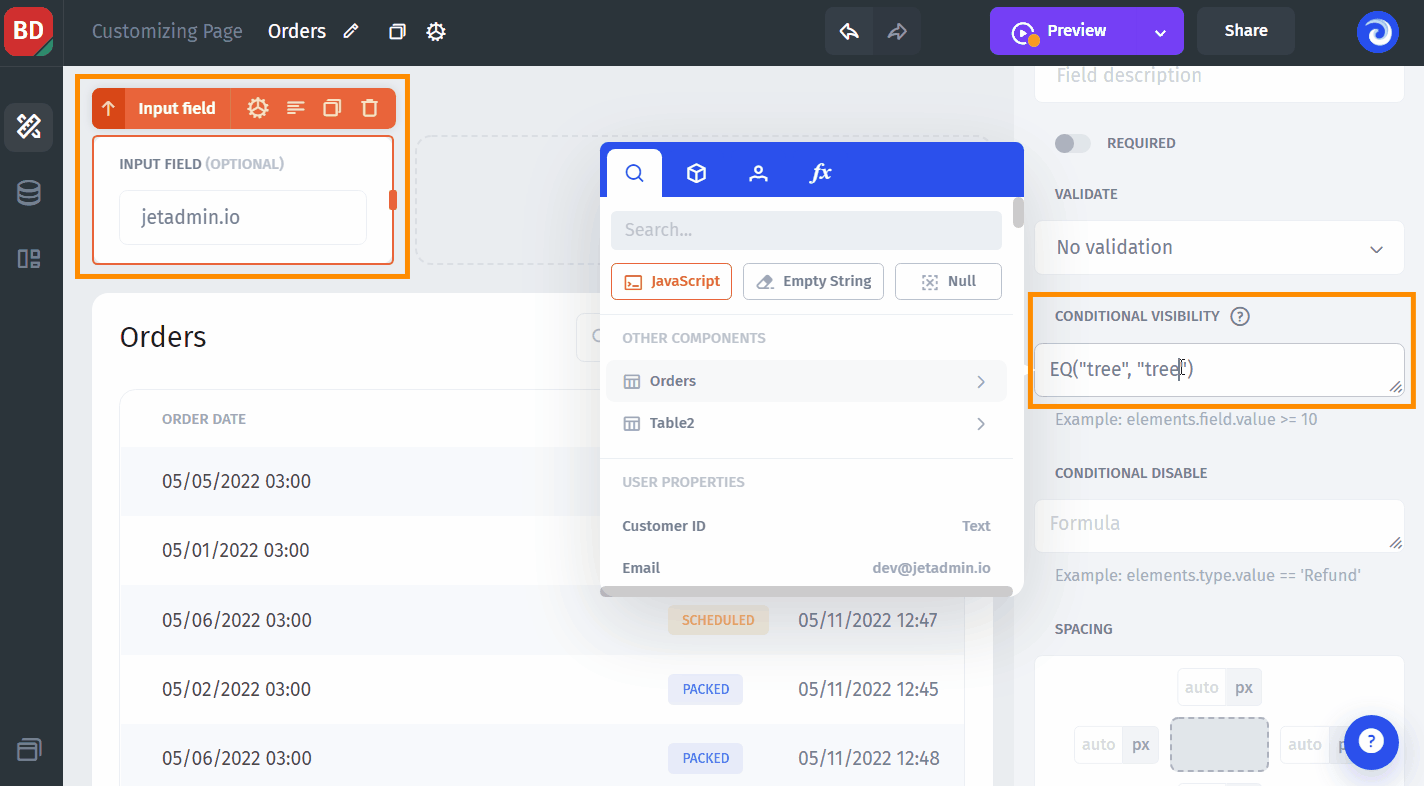 BD
Customizing Page
Orders
Preview
Share
Input field
INPUT FIELD (OPTIONAL)
jetadmin.io
Orders
ORDER DATE
05/05/2022 03:00
05/01/2022 03:00
05/06/2022 03:00
SCHEDULED
05/11/2022 12:47
05/02/2022 03:00
PACKED
05/11/2022 12:45
05/06/2022 03:00
PACKED
05/11/2022 12:48
fx
Search...
JavaScript
Empty String
Null
OTHER COMPONENTS
Orders
Table2
USER PROPERTIES
Customer ID
Text
Email
dev@jetadmin.io
Field description
REQUIRED
VALIDATE
No validation
CONDITIONAL VISIBILITY ?
EQ("tree", "tree")
Example: elements.field.value >= 10
CONDITIONAL DISABLE
Formula
Example: elements.type.value == 'Refund'
SPACING
auto px
auto px
auto p
?